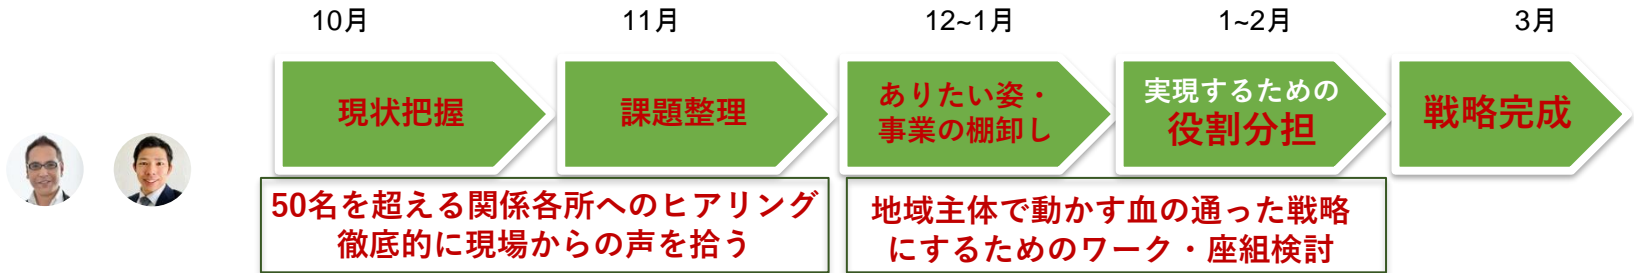 10月
11月
12~1月
1~2月
3月
現状把握
課題整理
ありたい姿・
事業の棚卸し
実現するための
役割分担
戦略完成
50名を超える関係各所へのヒアリング
徹底的に現場からの声を拾う
地域主体で動かす血の通った戦略
にするためのワーク・座組検討